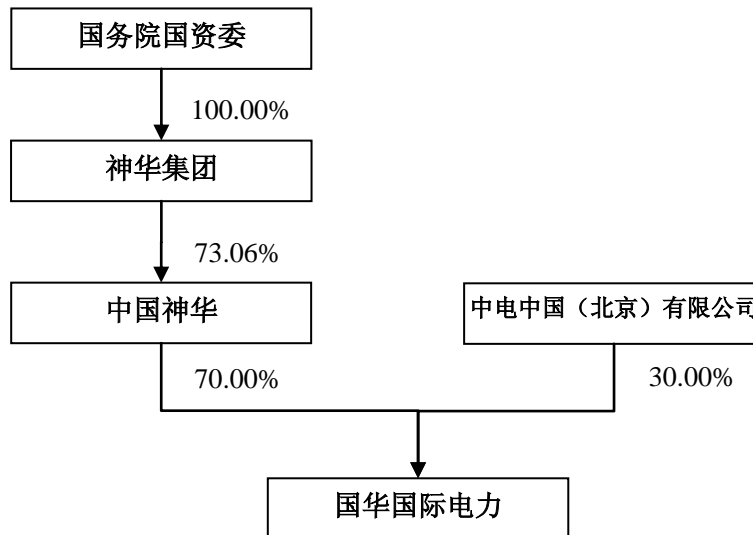 国务院国资委
100.00%
神华集团
73.06%
中国神华
中电中国（北京）有限公司
70.00%
30.00%
国华国际电力